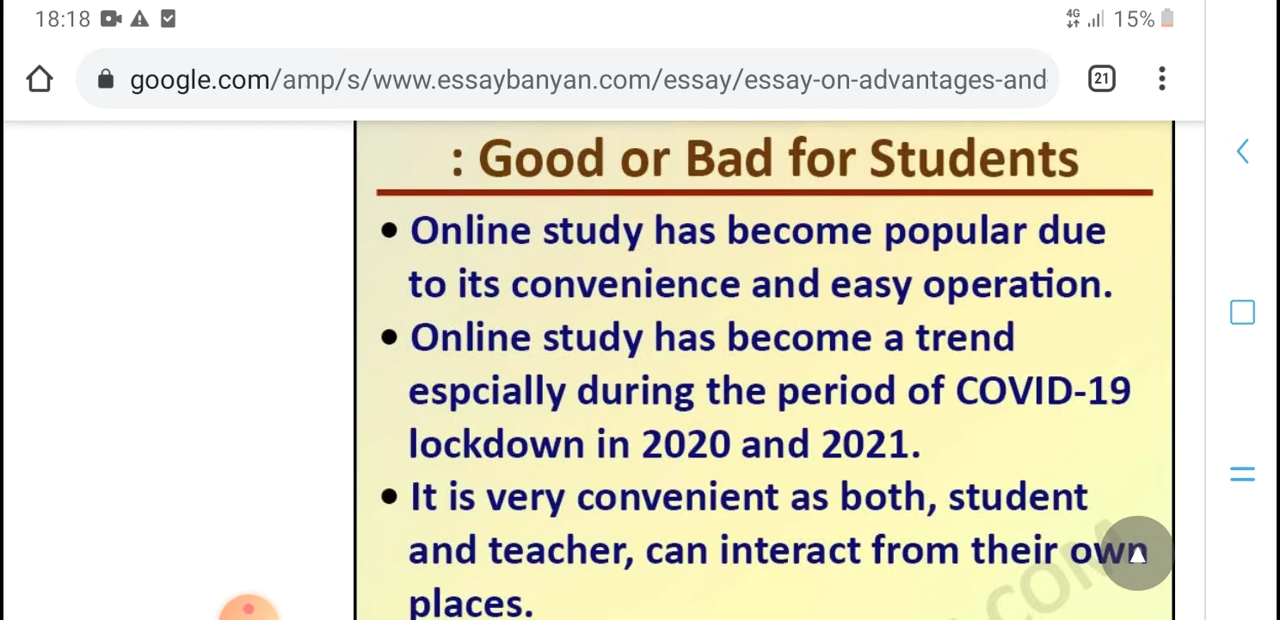 18:18 4G 15%
google.com/amp/s/www.essaybanyan.com/essay/essay-on-advantages-and 21
: Good or Bad for Students
• Online study has become popular due
to its convenience and easy operation.
• Online study has become a trend
espcially during the period of COVID-19
lockdown in 2020 and 2021.
• It is very convenient as both, student
and teacher, can interact from their own
places.
.COM